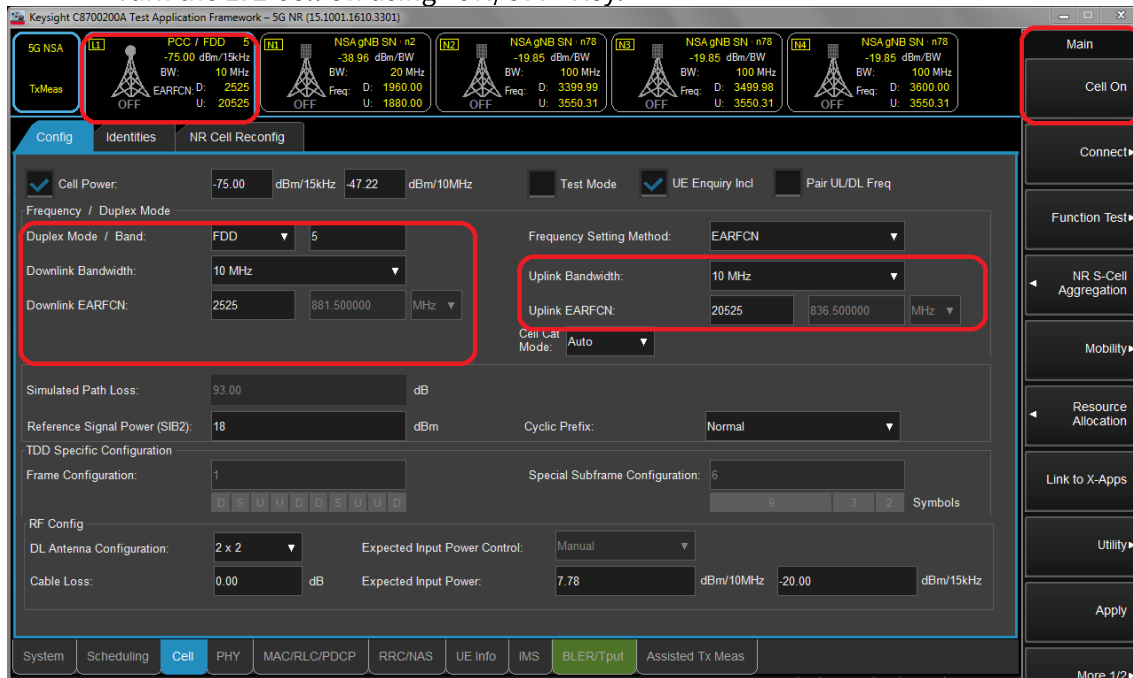 Keysight C8700200A Test Application Framework – 5G NR (15.1001.1610.3301)
5G NSA
TxMeas
L1
PCC / FDD 5
-75.00 dBm/15kHz
BW: 10 MHz
EARFCN: D: 2525
U: 20525
OFF
N1
NSA gNB SN · n2
-38.96 dBm/BW
BW: 20 MHz
Freq: D: 1960.00
U: 1880.00
OFF
N2
NSA gNB SN · n78
-19.85 dBm/BW
BW: 100 MHz
Freq: D: 3399.99
U: 3550.31
OFF
N3
NSA gNB SN · n78
-19.85 dBm/BW
BW: 100 MHz
Freq: D: 3499.98
U: 3550.31
OFF
N4
NSA gNB SN · n78
-19.85 dBm/BW
BW: 100 MHz
Freq: D: 3600.00
U: 3550.31
OFF
Main
Cell On
Connect
Function Test
NR S-Cell
Aggregation
Mobility
Resource
Allocation
Link to X-Apps
Utility
Apply
More 1/2
Config Identities NR Cell Reconfig
Cell Power: -75.00 dBm/15kHz -47.22 dBm/10MHz Test Mode UE Enquiry Incl Pair UL/DL Freq
Frequency / Duplex Mode
Duplex Mode / Band: FDD 5 Frequency Setting Method: EARFCN
Downlink Bandwidth: 10 MHz Uplink Bandwidth: 10 MHz
Downlink EARFCN: 2525 881.500000 MHz Uplink EARFCN: 20525 836.500000 MHz
Cell Cat
Mode: Auto
Simulated Path Loss: 93.00 dB
Reference Signal Power (SIB2): 18 dBm Cyclic Prefix: Normal
TDD Specific Configuration
Frame Configuration: 1 Special Subframe Configuration: 6
D S U U D D S U U D 9 3 2 Symbols
RF Config
DL Antenna Configuration: 2 x 2 Expected Input Power Control: Manual
Cable Loss: 0.00 dB Expected Input Power: 7.78 dBm/10MHz -20.00 dBm/15kHz
System Scheduling Cell PHY MAC/RLC/PDCP RRC/NAS UE Info IMS BLER/Tput Assisted Tx Meas